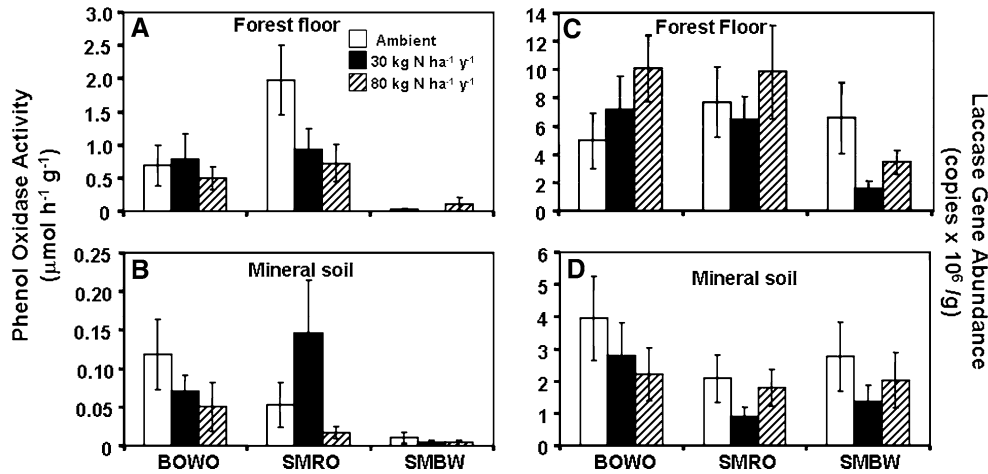 A
Forest floor
Ambient
30 kg N ha-1 y-1
80 kg N ha-1 y-1
3.0
2.5
2.0
1.5
1.0
0.5
0
C
Forest Floor
14
12
10
8
6
4
2
0
Phenol Oxidase Activity
(μmol h-1 g-1)
Laccase Gene Abundance
(copies x 10^6 /g)
B
Mineral soil
0.25
0.20
0.15
0.10
0.05
0
BOWO SMRO SMBW
D
Mineral soil
6
5
4
3
2
1
0
BOWO SMRO SMBW